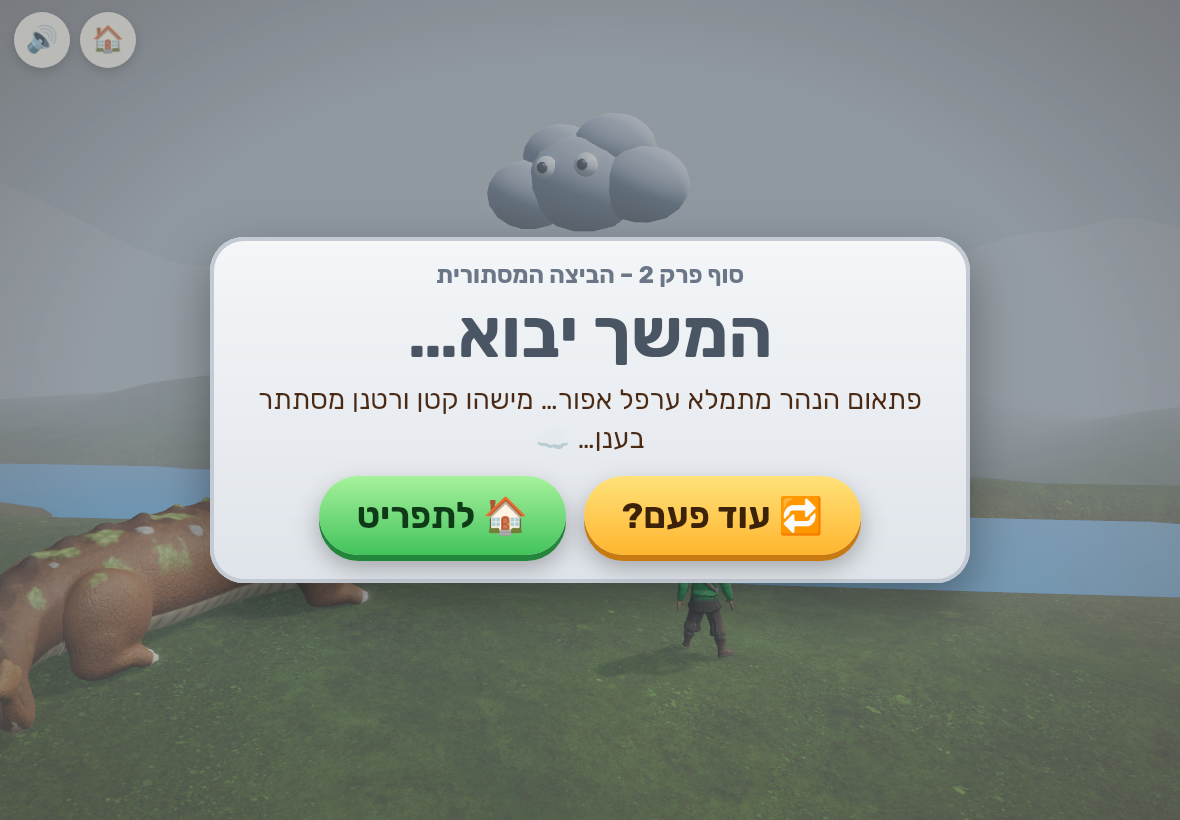 סוף פרק 2 – הביצה המסתורית
המשך יבוא...
פתאום הנהר מתמלא ערפל אפור... מישהו קטן ורטנן מסתתר
בענן... ☁️
🔁 עוד פעם?
🏠 לתפריט